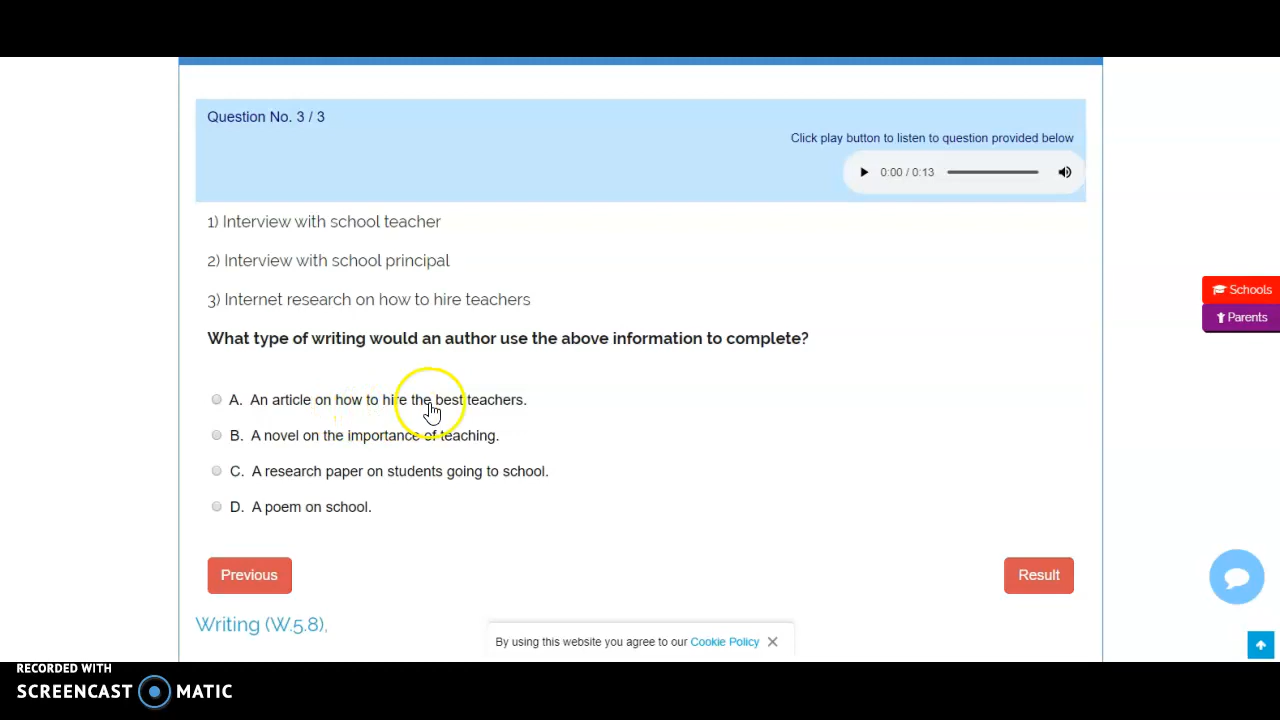 Question No. 3 / 3
Click play button to listen to question provided below
0:00 / 0:13
1) Interview with school teacher
2) Interview with school principal
3) Internet research on how to hire teachers
Schools
Parents
What type of writing would an author use the above information to complete?
A. An article on how to hire the best teachers.
B. A novel on the importance of teaching.
C. A research paper on students going to school.
D. A poem on school.
Previous
Result
Writing (W.5.8),
By using this website you agree to our Cookie Policy
RECORDED WITH
SCREENCAST MATIC